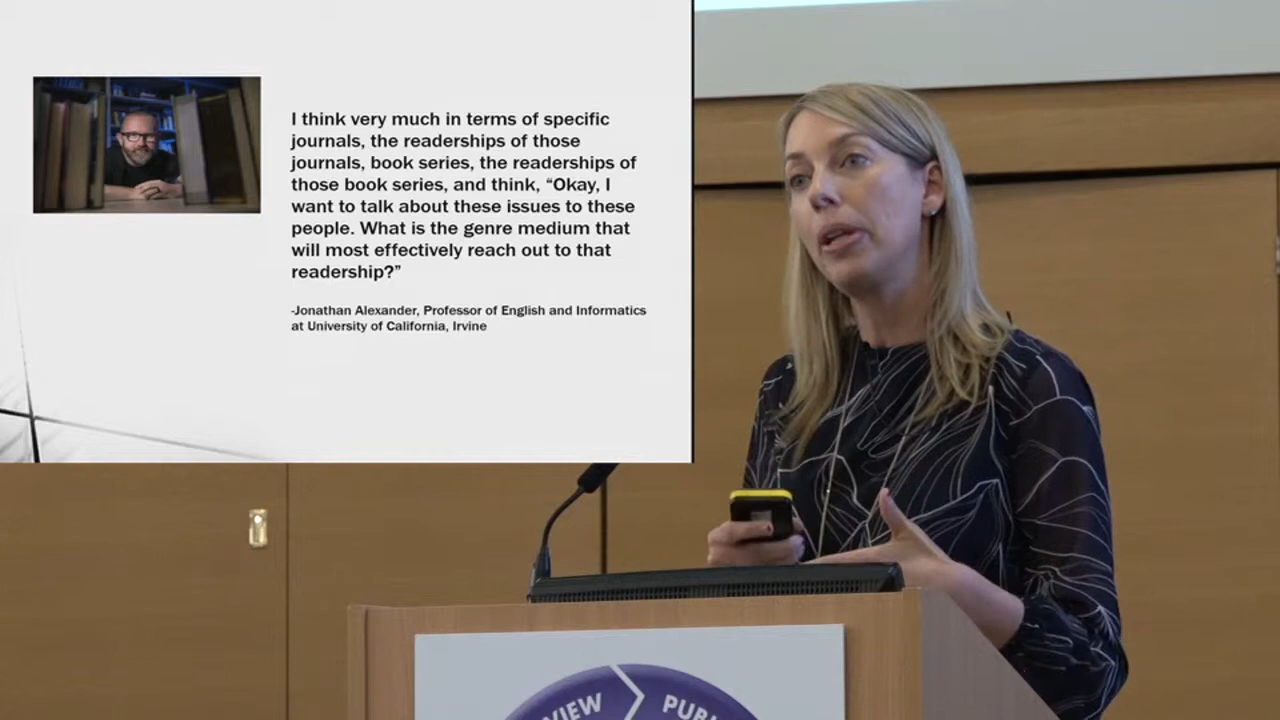 I think very much in terms of specific
journals, the readerships of those
journals, book series, the readerships of
those book series, and think, “Okay, I
want to talk about these issues to these
people. What is the genre medium that
will most effectively reach out to that
readership?”
-Jonathan Alexander, Professor of English and Informatics
at University of California, Irvine